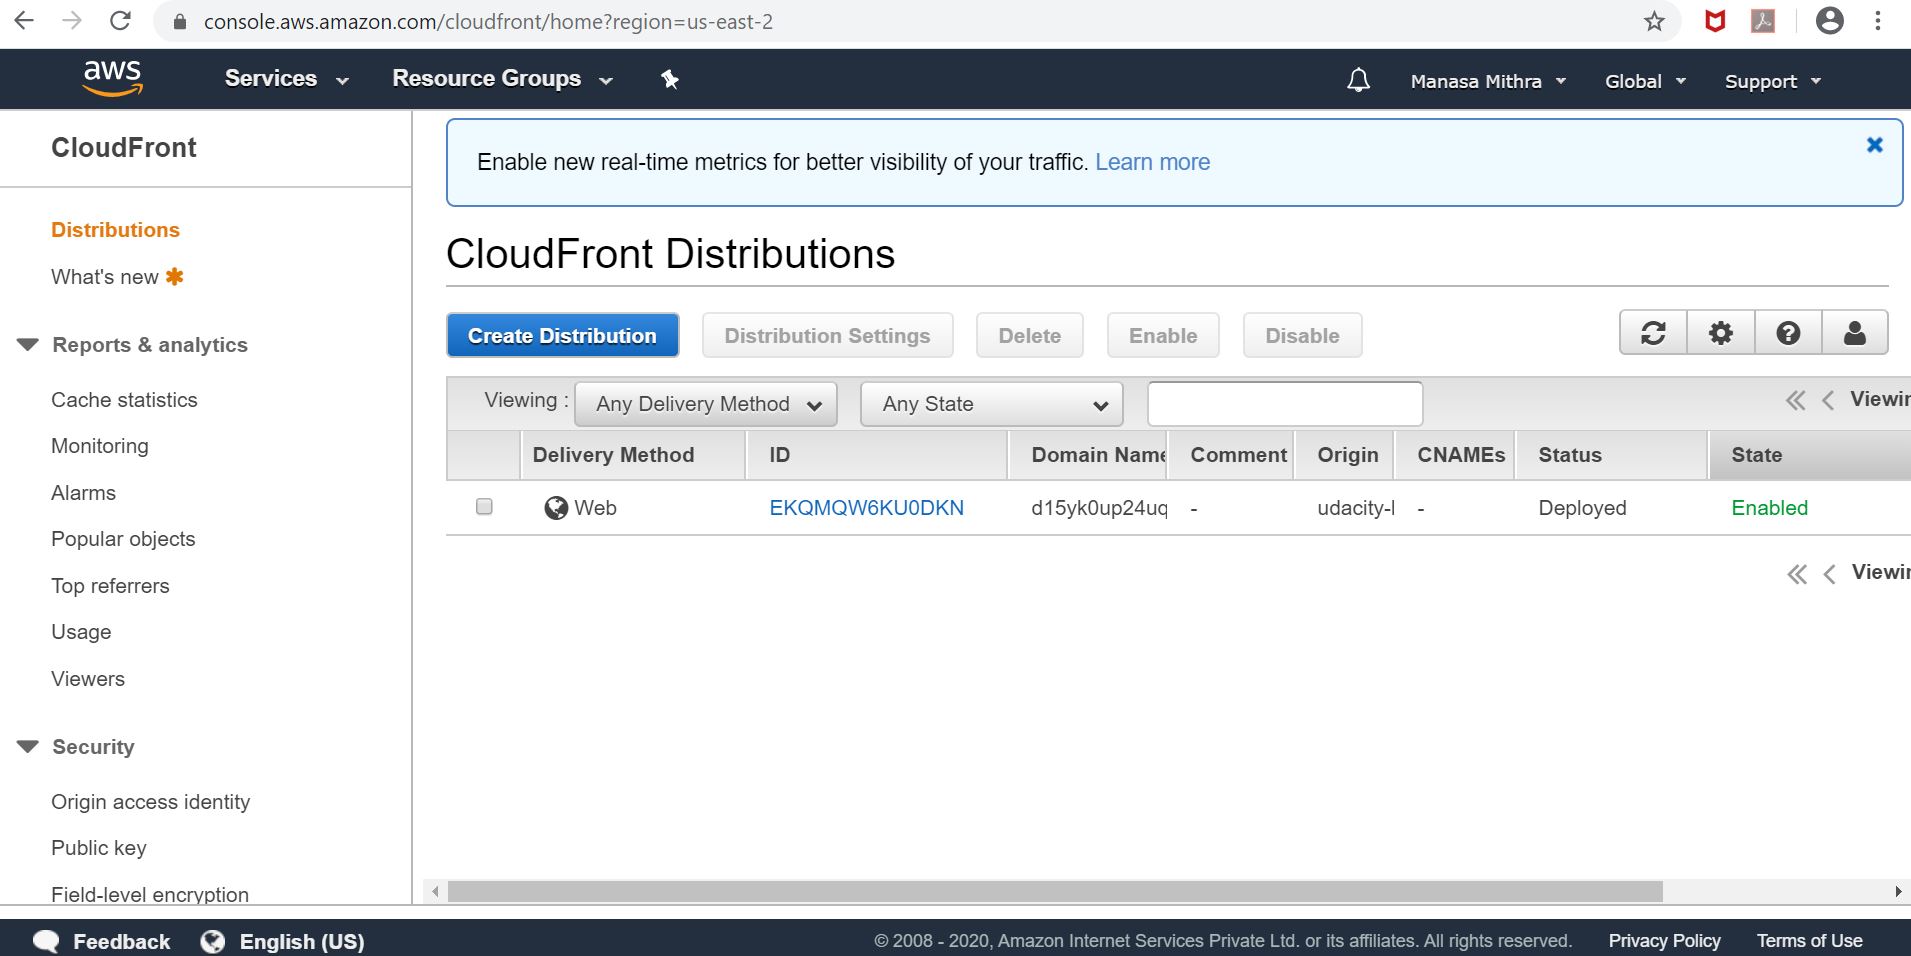 console.aws.amazon.com/cloudfront/home?region=us-east-2
aws Services Resource Groups Manasa Mithra Global Support
CloudFront
Enable new real-time metrics for better visibility of your traffic. Learn more
CloudFront Distributions
Distributions
What's new
Reports & analytics
Cache statistics
Monitoring
Alarms
Popular objects
Top referrers
Usage
Viewers
Security
Origin access identity
Public key
Field-level encryption
Create Distribution Distribution Settings Delete Enable Disable
Viewing : Any Delivery Method Any State
Delivery Method ID Domain Name Comment Origin CNAMEs Status State
Web EKQMQW6KU0DKN d15yk0up24uq - udacity- - Deployed Enabled
Feedback English (US) © 2008 - 2020, Amazon Internet Services Private Ltd. or its affiliates. All rights reserved. Privacy Policy Terms of Use